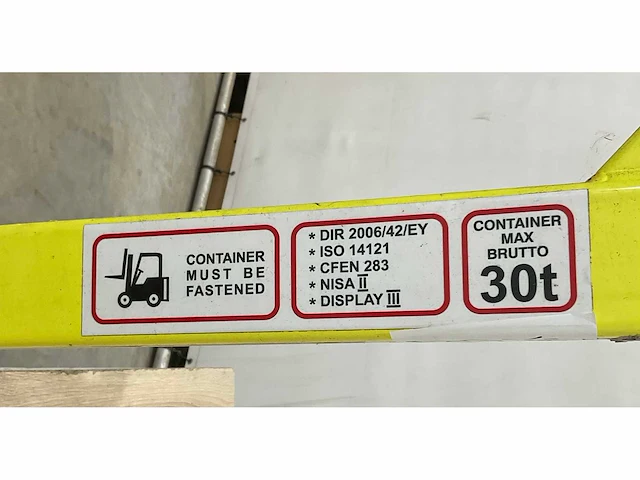 CONTAINER
MUST BE
FASTENED
* DIR 2006/42/EY
* ISO 14121
* CFEN 283
* NISA II
* DISPLAY III
CONTAINER
MAX
BRUTTO
30t